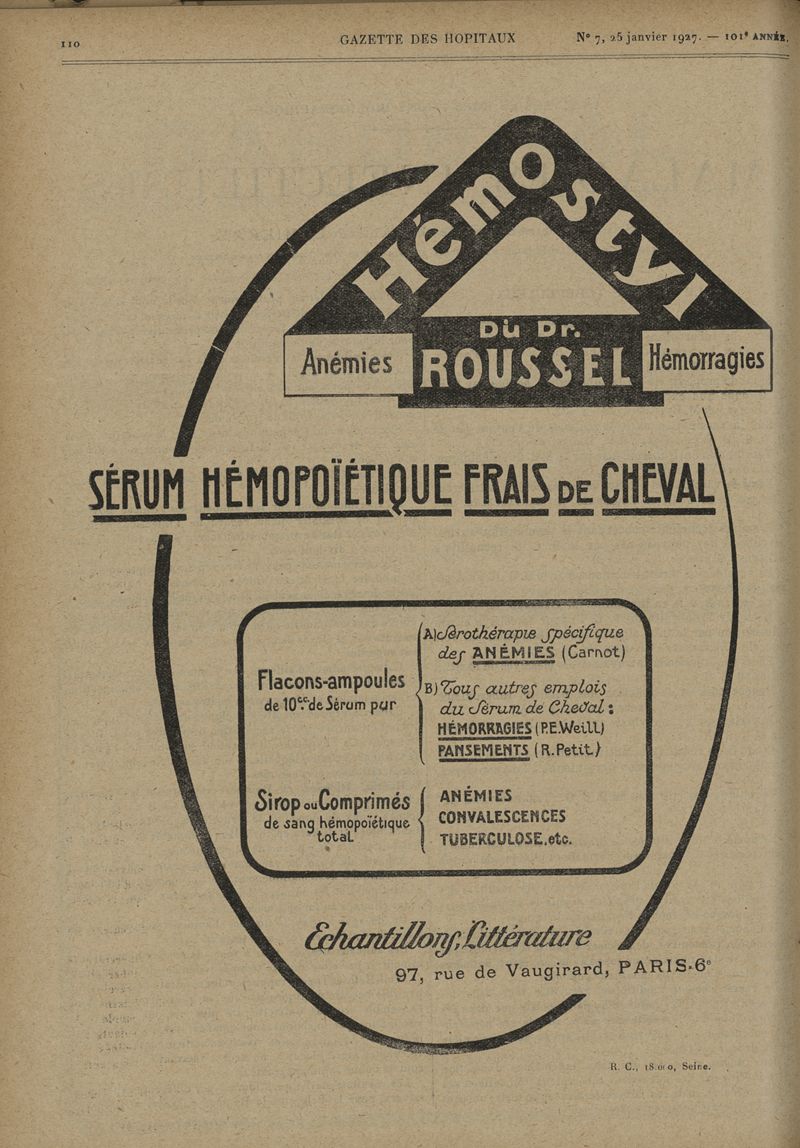 110
GAZETTE DES HOPITAUX
N° 7, 25 janvier 1927. — 101e ANNÉE.
Hémostyl
Du Dr.
Anémies
ROUSSEL
Hémorragies
SÉRUM HÉMOPOÏÉTIQUE FRAIS DE CHEVAL
A) Sérothérapie spécifique
des ANÉMIES (Carnot)
Flacons-ampoules
de 10cc. de Sérum pur
B) Tous autres emplois
du Sérum de Cheval :
HÉMORRAGIES (P.E.Weill)
PANSEMENTS (R.Petit)
Sirop ou Comprimés
de sang hémopoïétique
total
ANÉMIES
CONVALESCENCES
TUBERCULOSE, etc.
Échantillons, Littérature
97, rue de Vaugirard, PARIS-6e
R. C., Seine.